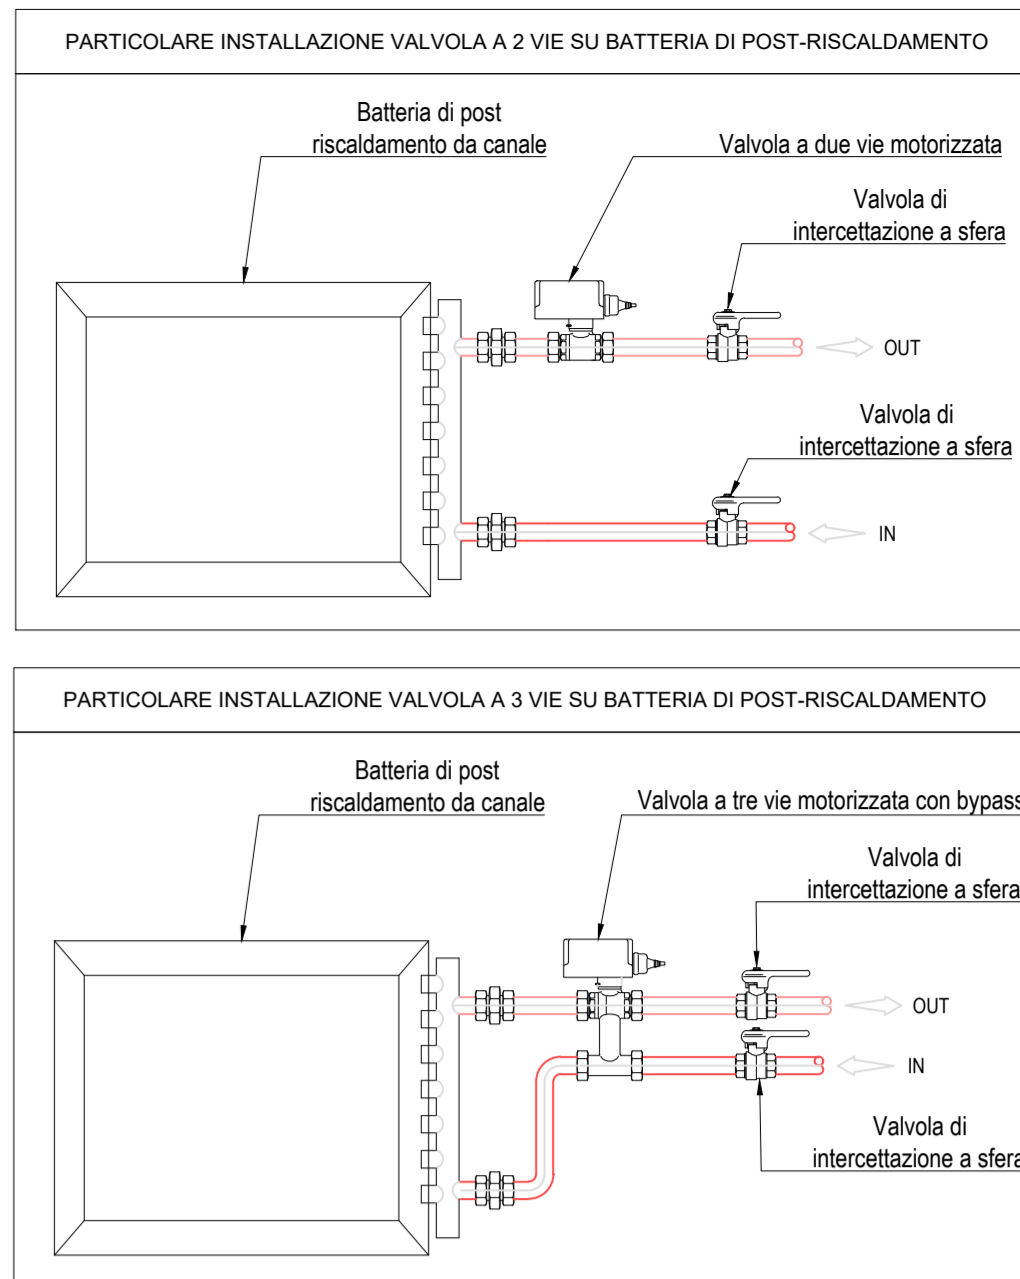 PARTICOLARE INSTALLAZIONE VALVOLA A 2 VIE SU BATTERIA DI POST-RISCALDAMENTO
Batteria di post
riscaldamento da canale
Valvola a due vie motorizzata
Valvola di
intercettazione a sfera
OUT
Valvola di
intercettazione a sfera
IN
PARTICOLARE INSTALLAZIONE VALVOLA A 3 VIE SU BATTERIA DI POST-RISCALDAMENTO
Batteria di post
riscaldamento da canale
Valvola a tre vie motorizzata con bypass
Valvola di
intercettazione a sfera
OUT
IN
Valvola di
intercettazione a sfera